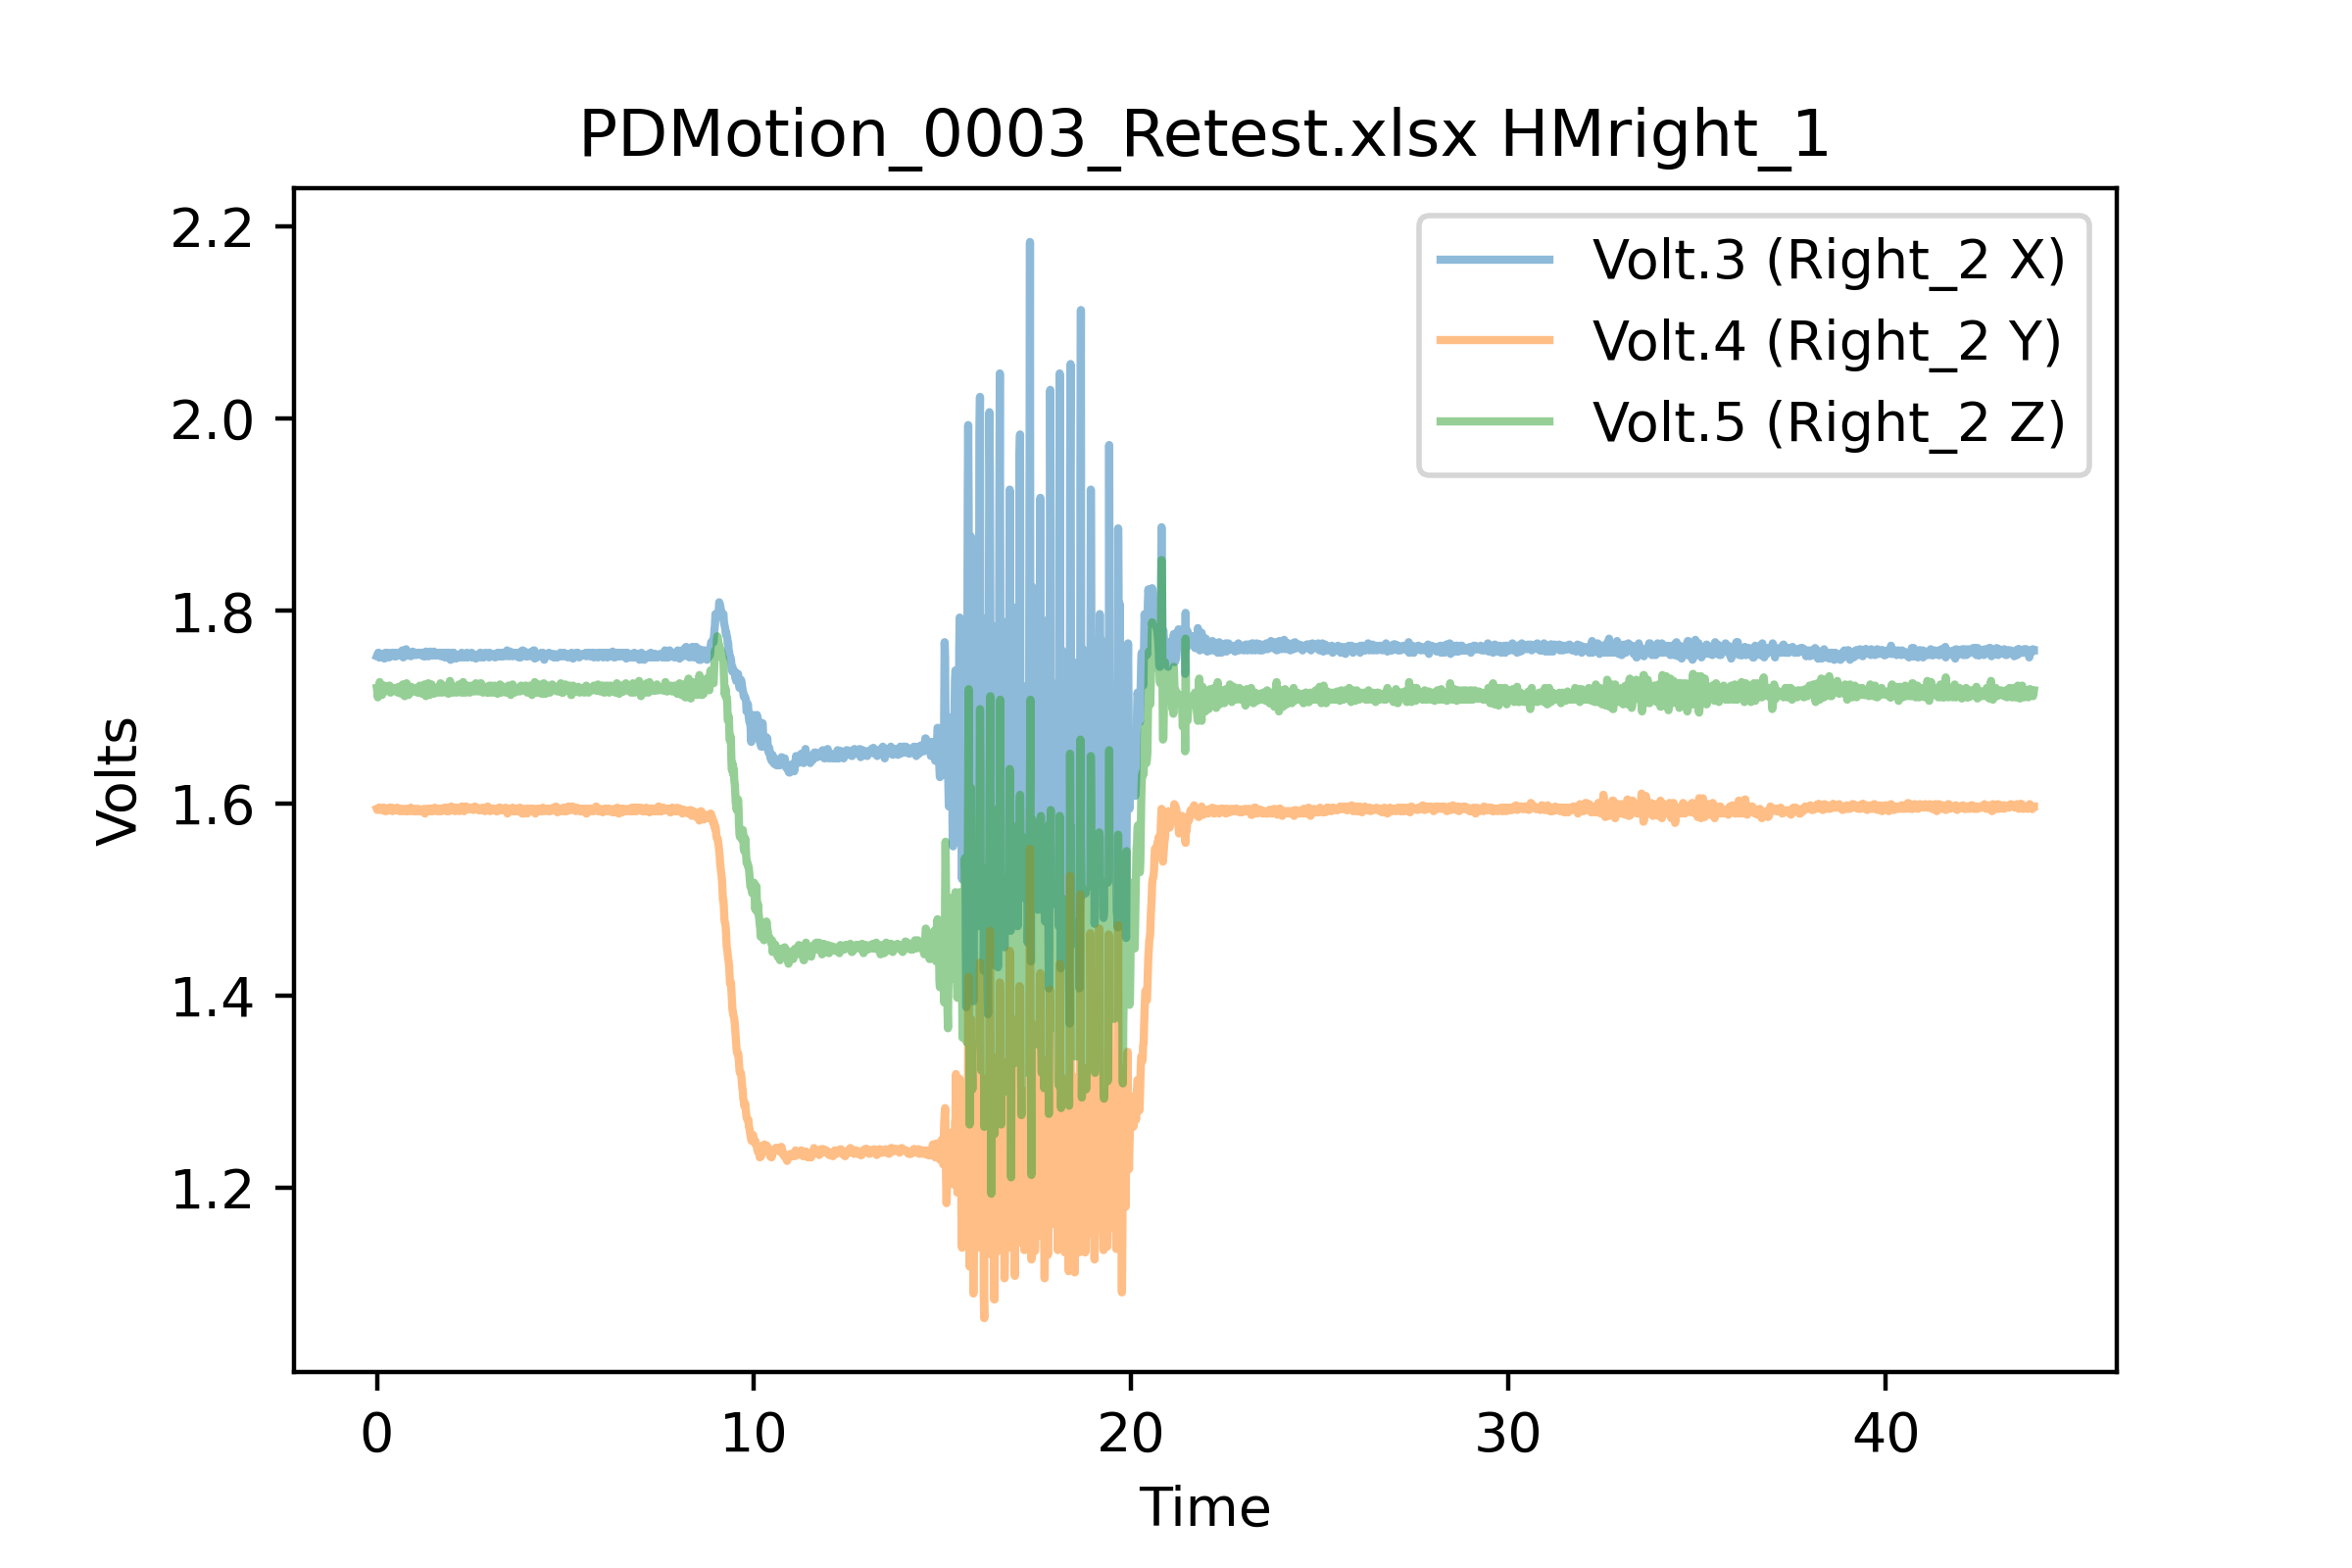 PDMotion_0003_Retest.xlsx HMright_1
2.2
2.0
1.8
1.6
1.4
1.2
Volts
Volt.3 (Right_2 X)
Volt.4 (Right_2 Y)
Volt.5 (Right_2 Z)
0 10 20 30 40
Time